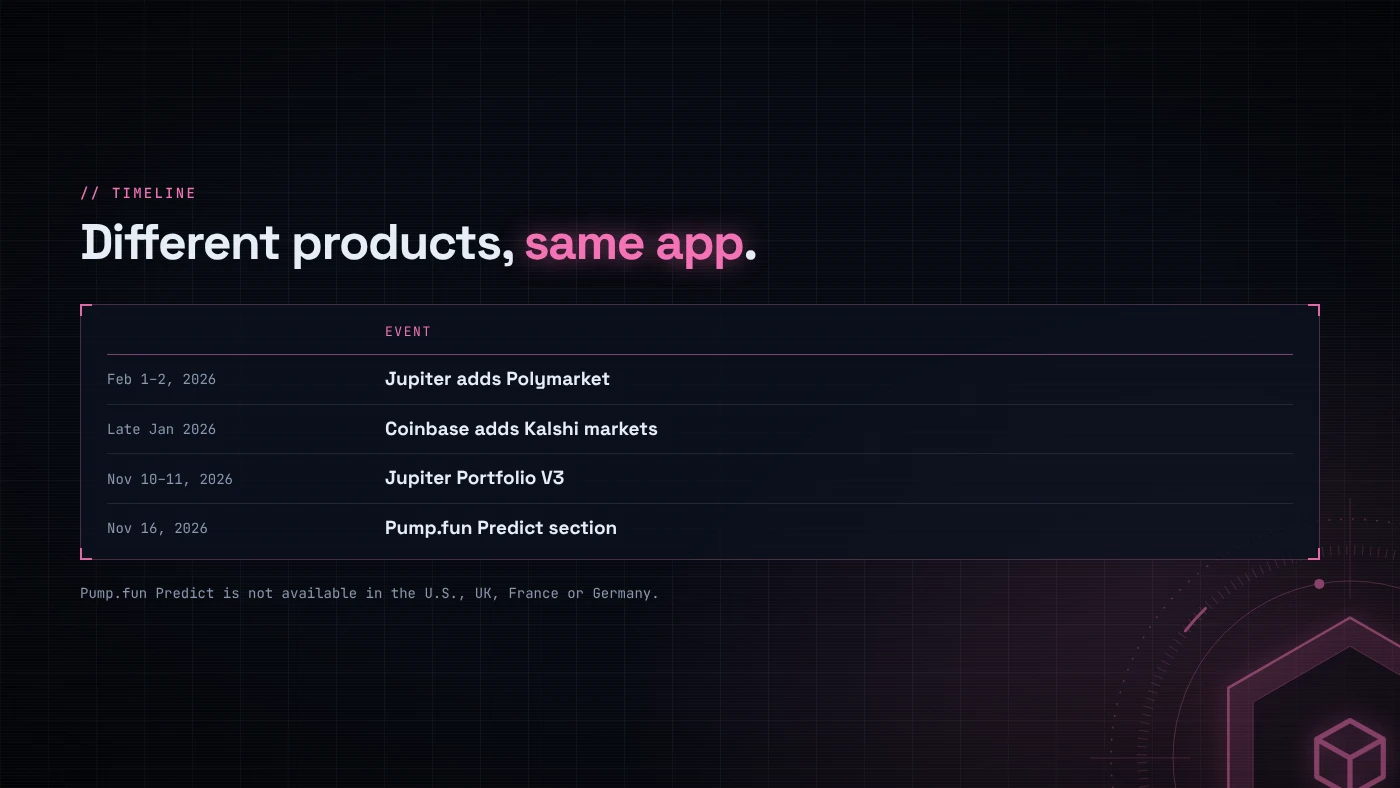 // TIMELINE
Different products, same app.
EVENT
Feb 1–2, 2026 Jupiter adds Polymarket
Late Jan 2026 Coinbase adds Kalshi markets
Nov 10–11, 2026 Jupiter Portfolio V3
Nov 16, 2026 Pump.fun Predict section
Pump.fun Predict is not available in the U.S., UK, France or Germany.